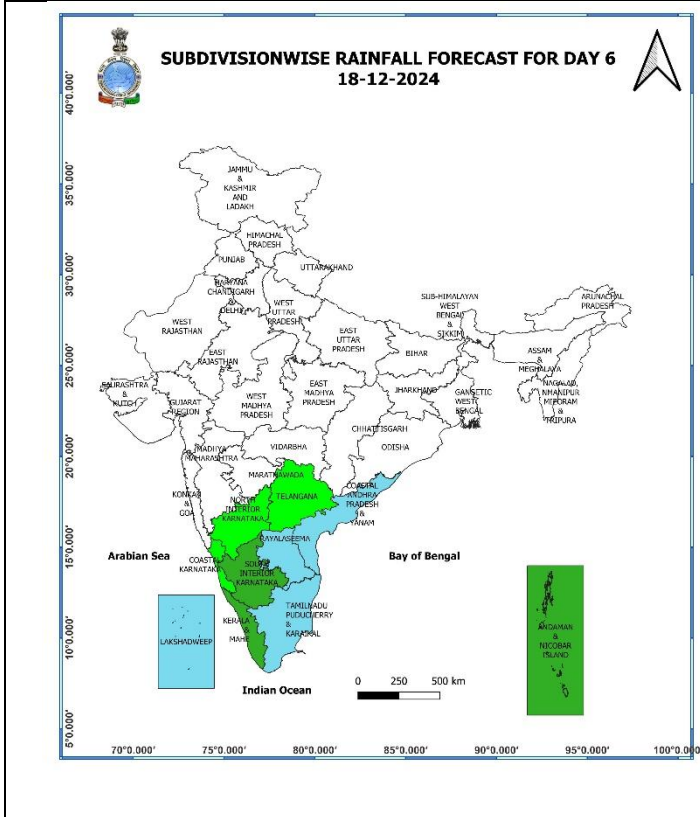 SUBDIVISIONWISE RAINFALL FORECAST FOR DAY 6
18-12-2024
40°0.000'
35°0.000'
30°0.000'
25°0.000'
20°0.000'
15°0.000'
10°0.000'
5°0.000'
JAMMU
&
KASHMIR
AND
LADAKH
HIMACHAL
PRADESH
PUNJAB
UTTARAKHAND
HARYANA
CHANDIGARH
&
DELHI
WEST
UTTAR
PRADESH
SUB-HIMALAYAN
WEST
BENGAL
&
SIKKIM
ARUNACHAL
PRADESH
WEST
RAJASTHAN
EAST
RAJASTHAN
EAST
UTTAR
PRADESH
BIHAR
ASSAM
&
MEGHALAYA
NAGALAD,
MANIPUR
MIZORAM
&
TRIPURA
SAURASHTRA
&
KUTCH
GUJARAT
REGION
WEST
MADHYA
PRADESH
EAST
MADHYA
PRADESH
JHARKHAND
GANGETIC
WEST
BENGAL
CHHATTISGARH
ODISHA
MADHYA
MAHARASHTRA
VIDARBHA
MARATHAWADA
KONKAN
&
GOA
NORTH
INTERIOR
KARNATAKA
TELANGANA
COASTAL
ANDHRA
PRADESH
&
YANAM
RAYALASEEMA
Arabian Sea
Bay of Bengal
COASTAL
KARNATAKA
SOUTH
INTERIOR
KARNATAKA
TAMILNADU
PUDUCHERRY
&
KARAIKAL
KERALA
&
MAHE
LAKSHADWEEP
ANDAMAN
&
NICOBAR
ISLAND
Indian Ocean
0 250 500 km
70°0.000' 75°0.000' 80°0.000' 85°0.000' 90°0.000' 95°0.000' 100°0.000'